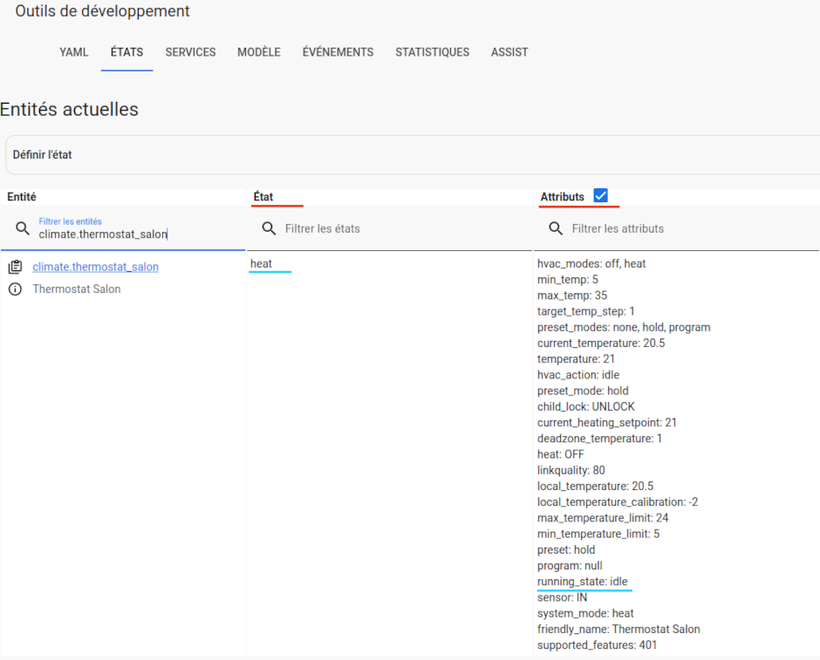 Outils de développement
YAML ÉTATS SERVICES MODÈLE ÉVÉNEMENTS STATISTIQUES ASSIST
Entités actuelles
Définir l'état
Entité État Attributs
Filtrer les entités
climate.thermostat_salon Filtrer les états Filtrer les attributs
climate.thermostat_salon
Thermostat Salon
heat
hvac_modes: off, heat
min_temp: 5
max_temp: 35
target_temp_step: 1
preset_modes: none, hold, program
current_temperature: 20.5
temperature: 21
hvac_action: idle
preset_mode: hold
child_lock: UNLOCK
current_heating_setpoint: 21
deadzone_temperature: 1
heat: OFF
linkquality: 80
local_temperature: 20.5
local_temperature_calibration: -2
max_temperature_limit: 24
min_temperature_limit: 5
preset: hold
program: null
running_state: idle
sensor: IN
system_mode: heat
friendly_name: Thermostat Salon
supported_features: 401